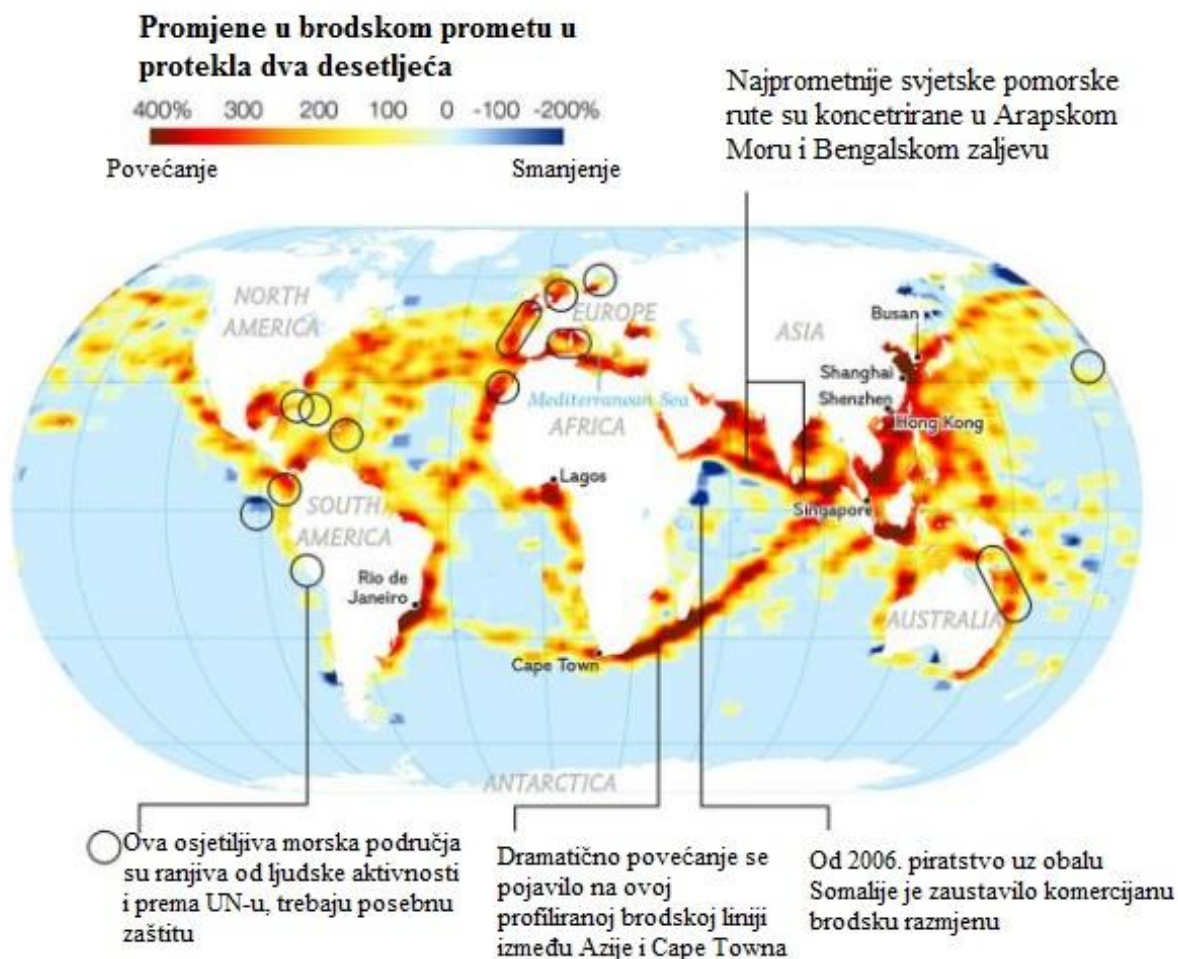 Promjene u brodskom prometu u
protekla dva desetljeća
400% 300 200 100 0 -100 -200%
Povećanje Smanjenje
Najprometnije svjetske pomorske
rute su koncetrirane u Arapskom
Moru i Bengalskom zaljevu
NORTH
AMERICA
EUROPE
ASIA
Busan
Shanghai
Shenzhen
Hong Kong
Mediterranean Sea
AFRICA
Lagos
Singapore
SOUTH
AMERICA
Rio de
Janeiro
AUSTRALIA
Cape Town
ANTARCTICA
Ova osjetiljiva morska područja
su ranjiva od ljudske aktivnosti
i prema UN-u, trebaju posebnu
zaštitu
Dramatično povećanje se
pojavilo na ovoj
profiliranoj brodskoj liniji
između Azije i Cape Towna
Od 2006. piratstvo uz obalu
Somalije je zaustavilo komercijanu
brodsku razmjenu